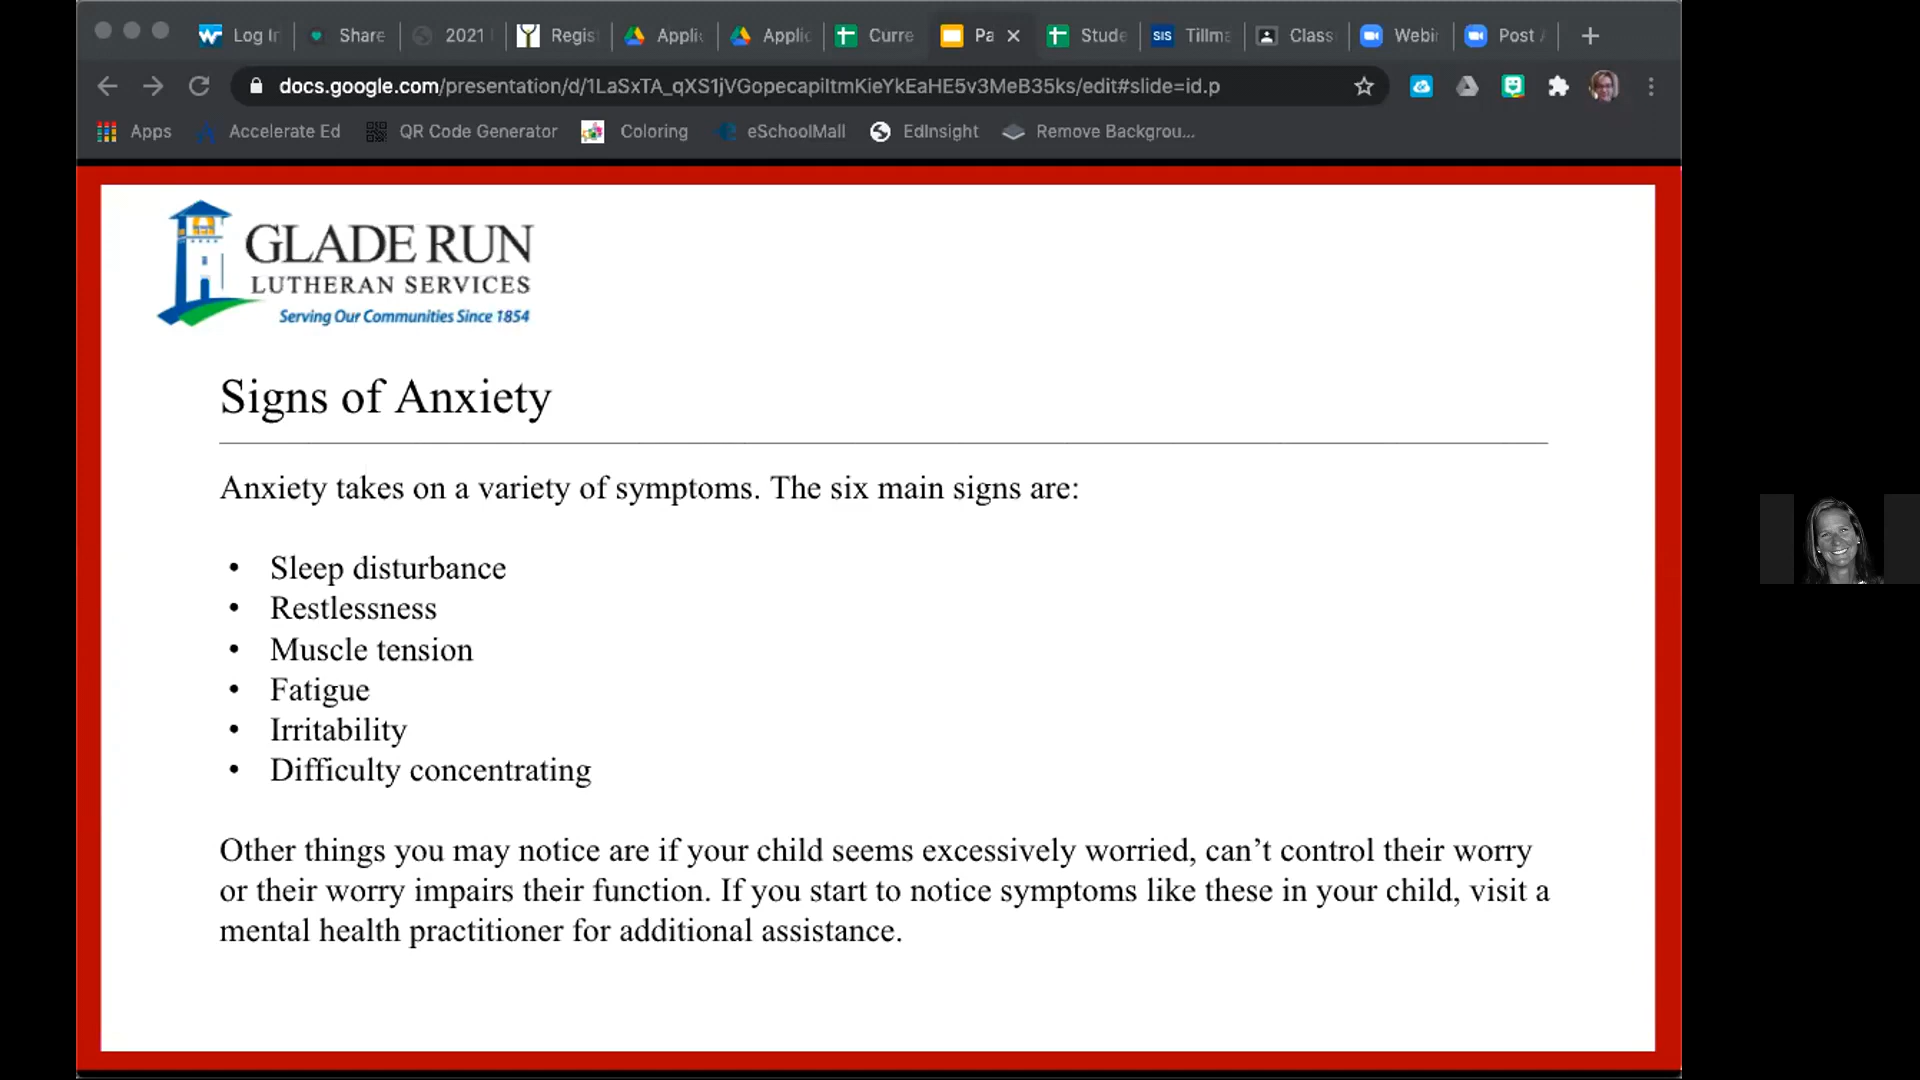 Log In
Share
2021
Regis
Applic
Applic
Curre
Pa
Stude
SIS
Tillma
Class
Webi
Post
docs.google.com/presentation/d/1LaSxTA_qXS1jVGopecapiItmKieYkEaHE5v3MeB35ks/edit#slide=id.p
Apps
Accelerate Ed
QR Code Generator
Coloring
eSchoolMall
EdInsight
Remove Backgrou...
GLADE RUN
LUTHERAN SERVICES
Serving Our Communities Since 1854
Signs of Anxiety
Anxiety takes on a variety of symptoms. The six main signs are:
• Sleep disturbance
• Restlessness
• Muscle tension
• Fatigue
• Irritability
• Difficulty concentrating
Other things you may notice are if your child seems excessively worried, can’t control their worry
or their worry impairs their function. If you start to notice symptoms like these in your child, visit a
mental health practitioner for additional assistance.